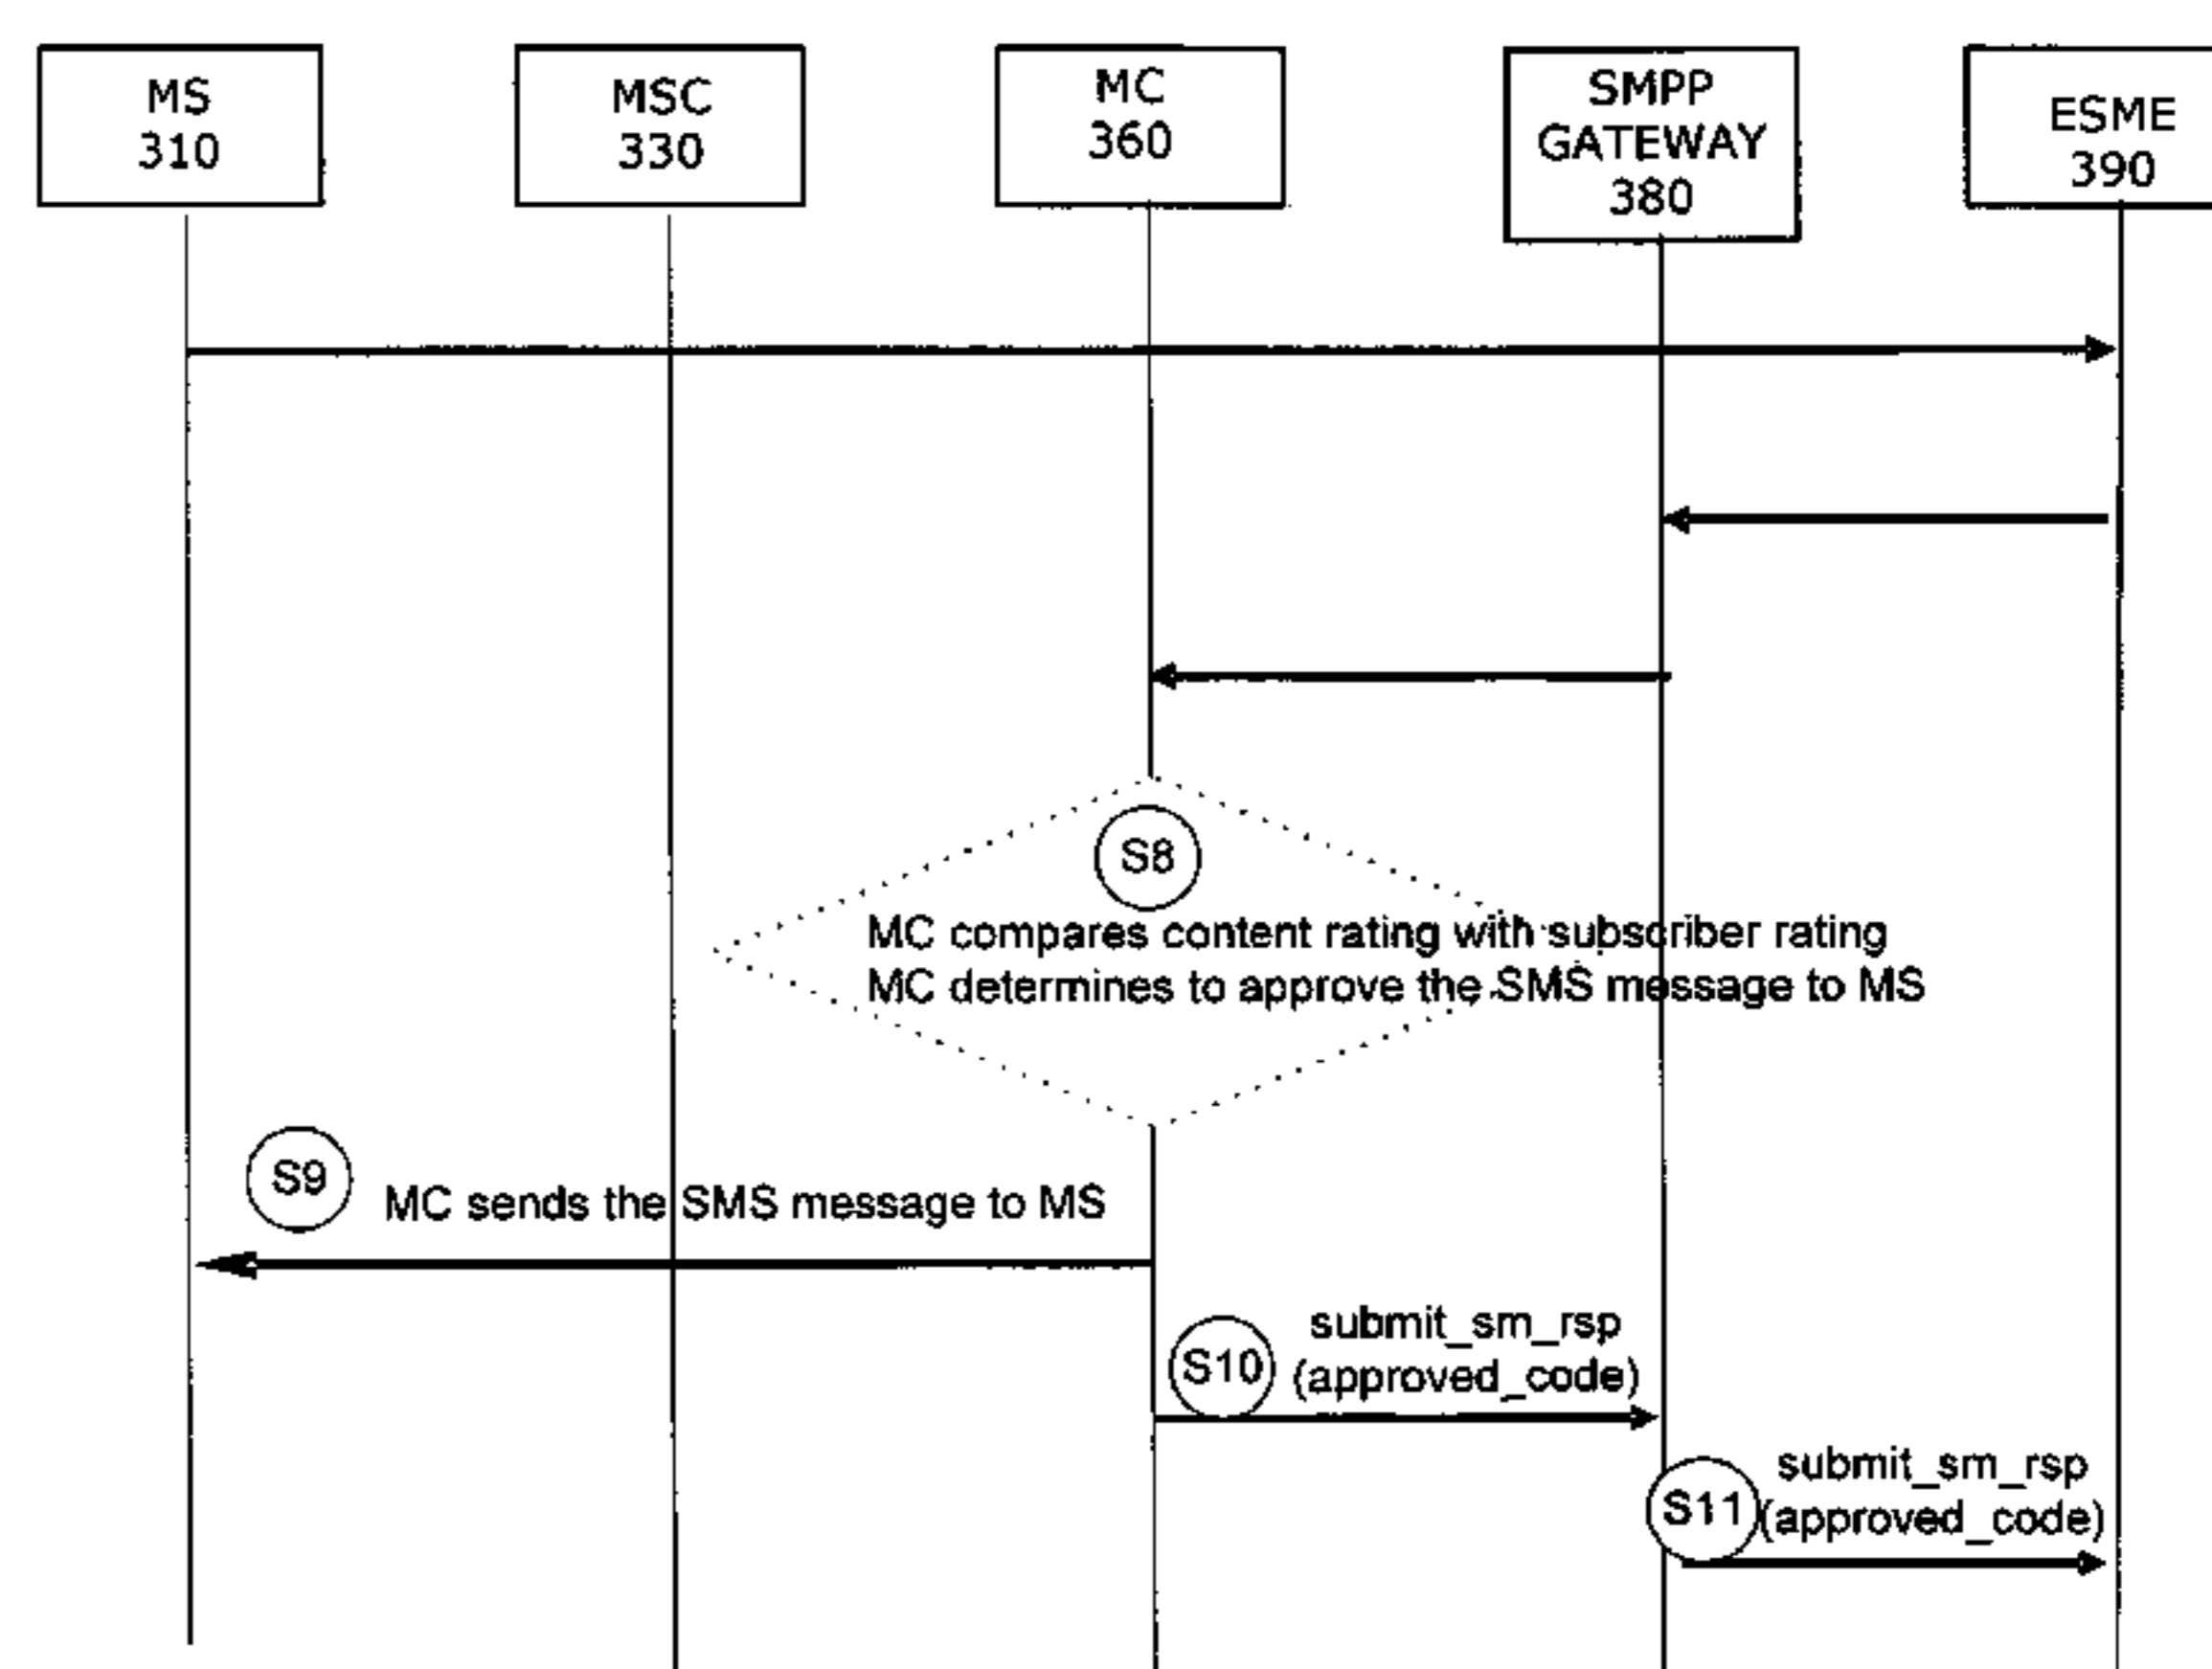 MS
310
MSC
330
MC
360
SMPP
GATEWAY
380
ESME
390
S8
MC compares content rating with subscriber rating
MC determines to approve the SMS message to MS
S9
MC sends the SMS message to MS
S10
submit_sm_rsp
(approved_code)
S11
submit_sm_rsp
(approved_code)